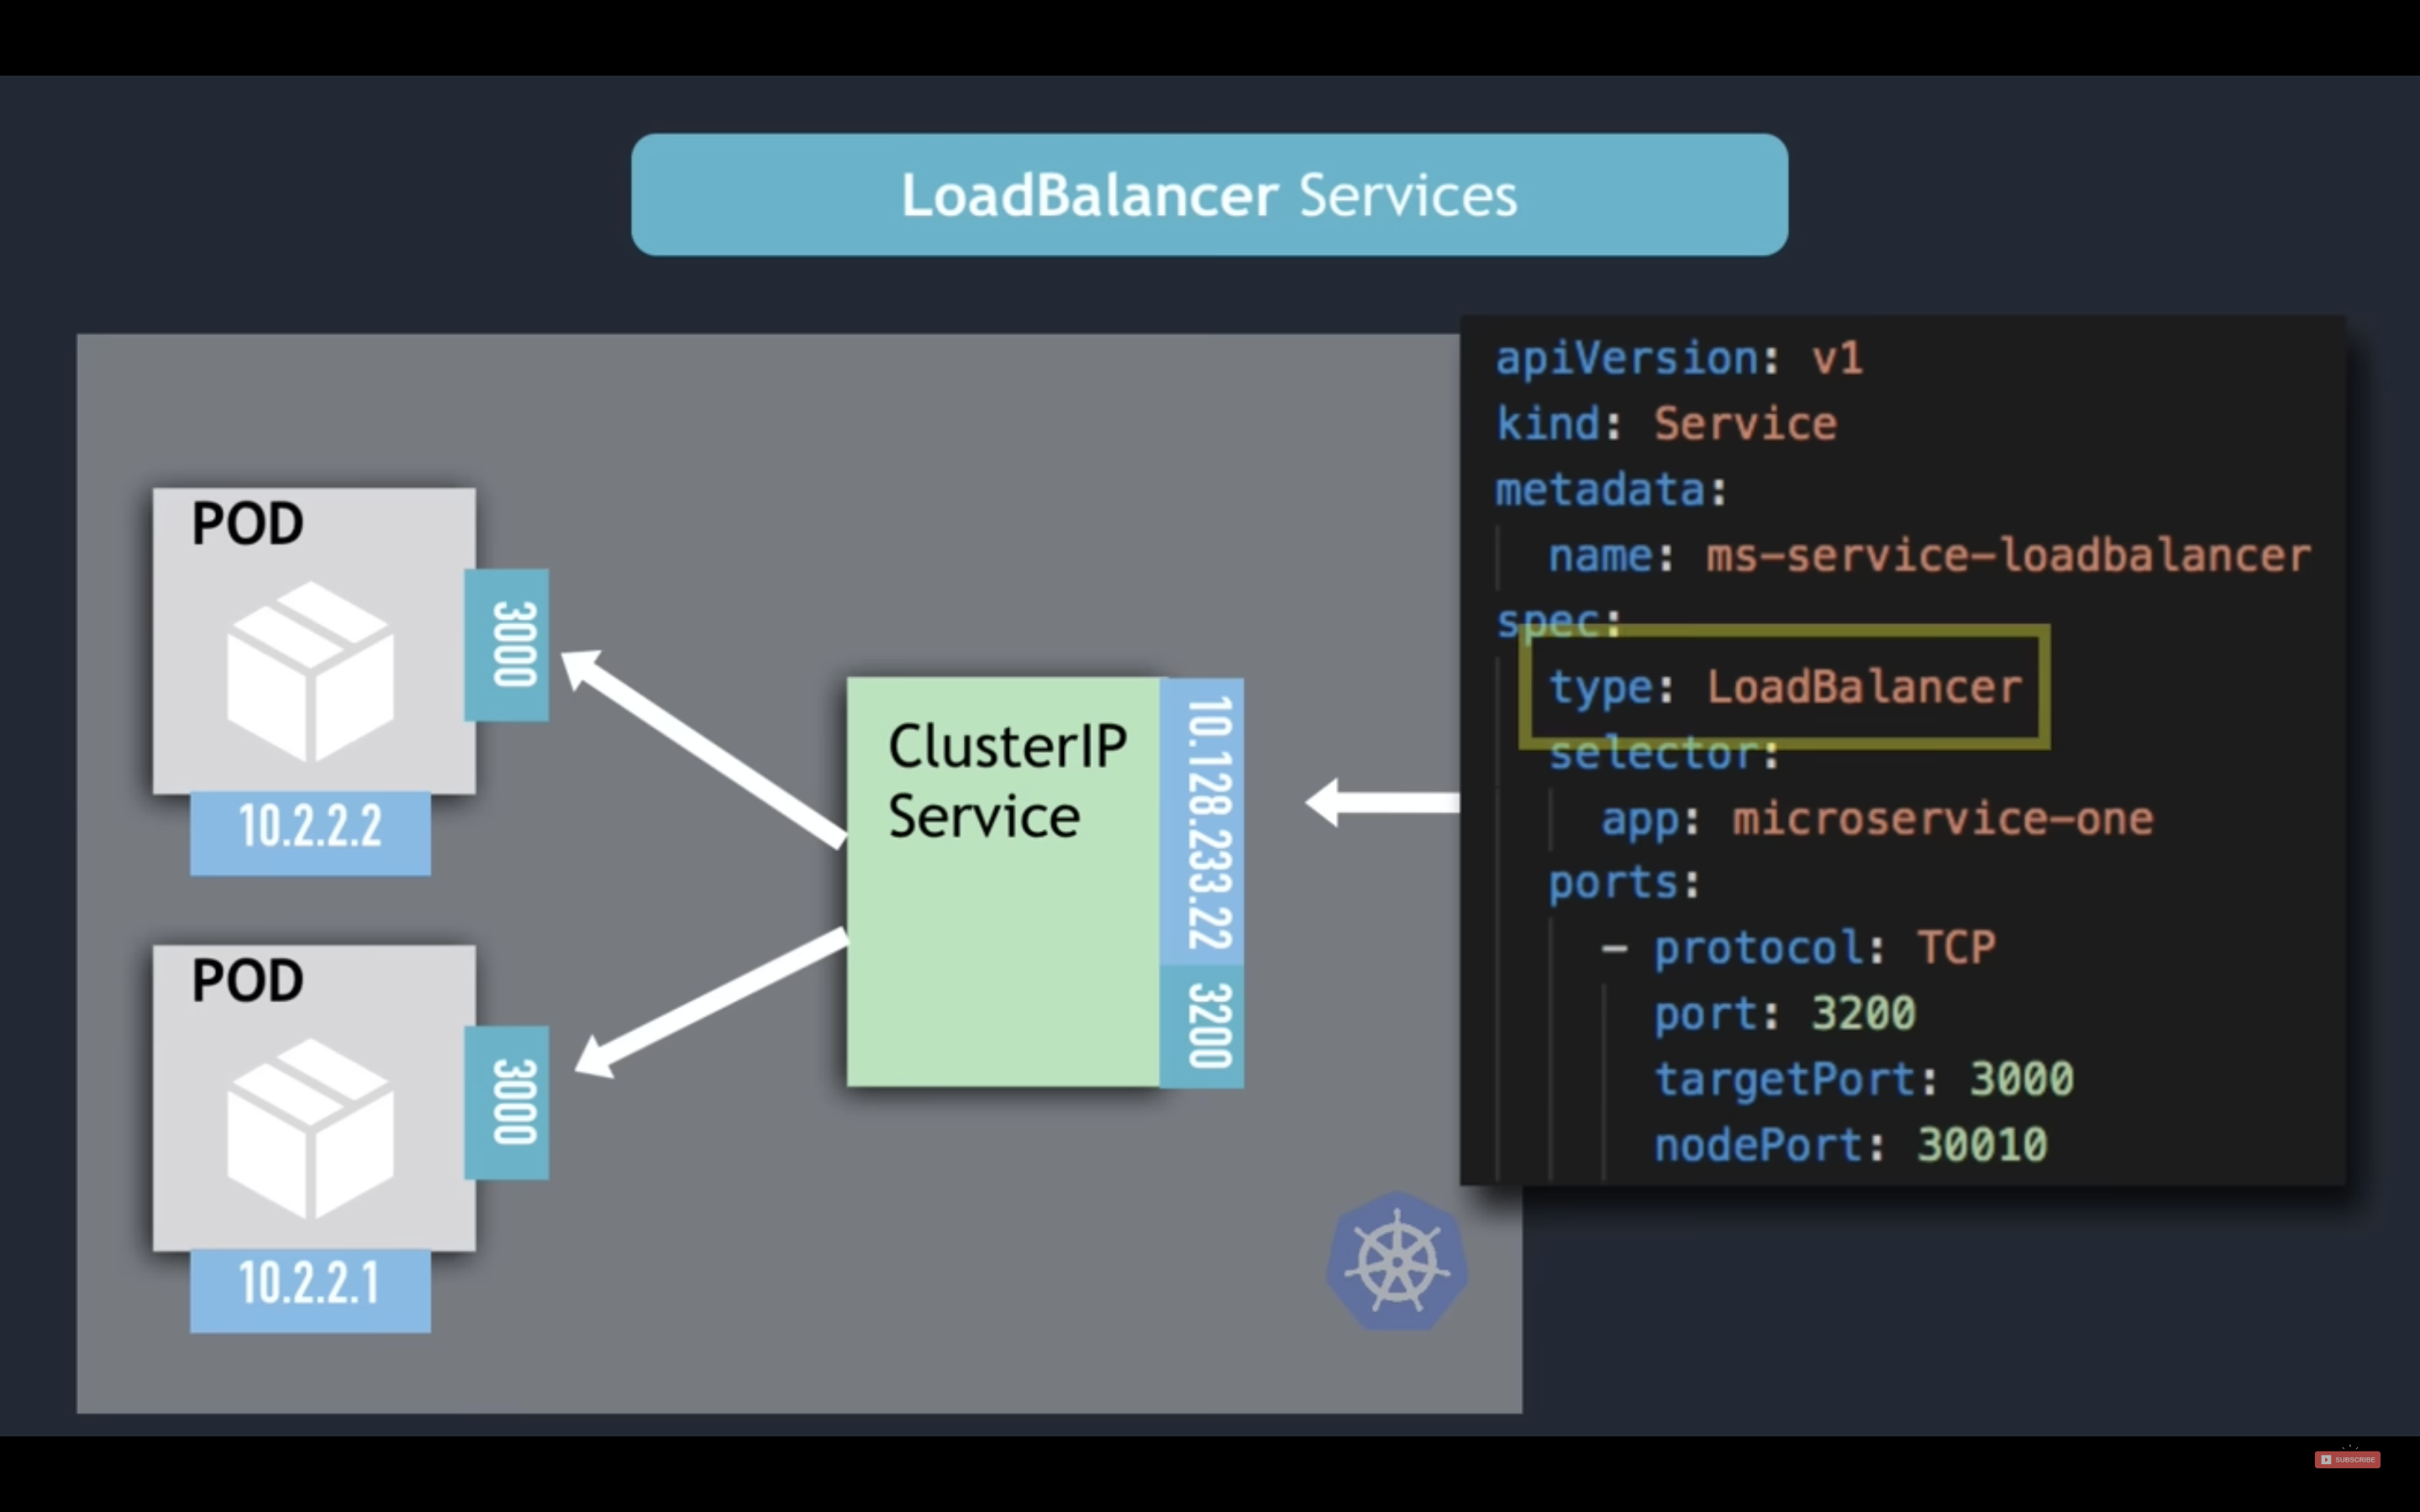 LoadBalancer Services
POD
3000
10.2.2.2
POD
3000
10.2.2.1
ClusterIP
Service
10.128.233.22
3200
apiVersion: v1
kind: Service
metadata:
name: ms-service-loadbalancer
spec:
type: LoadBalancer
selector:
app: microservice-one
ports:
- protocol: TCP
port: 3200
targetPort: 3000
nodePort: 30010
SUBSCRIBE